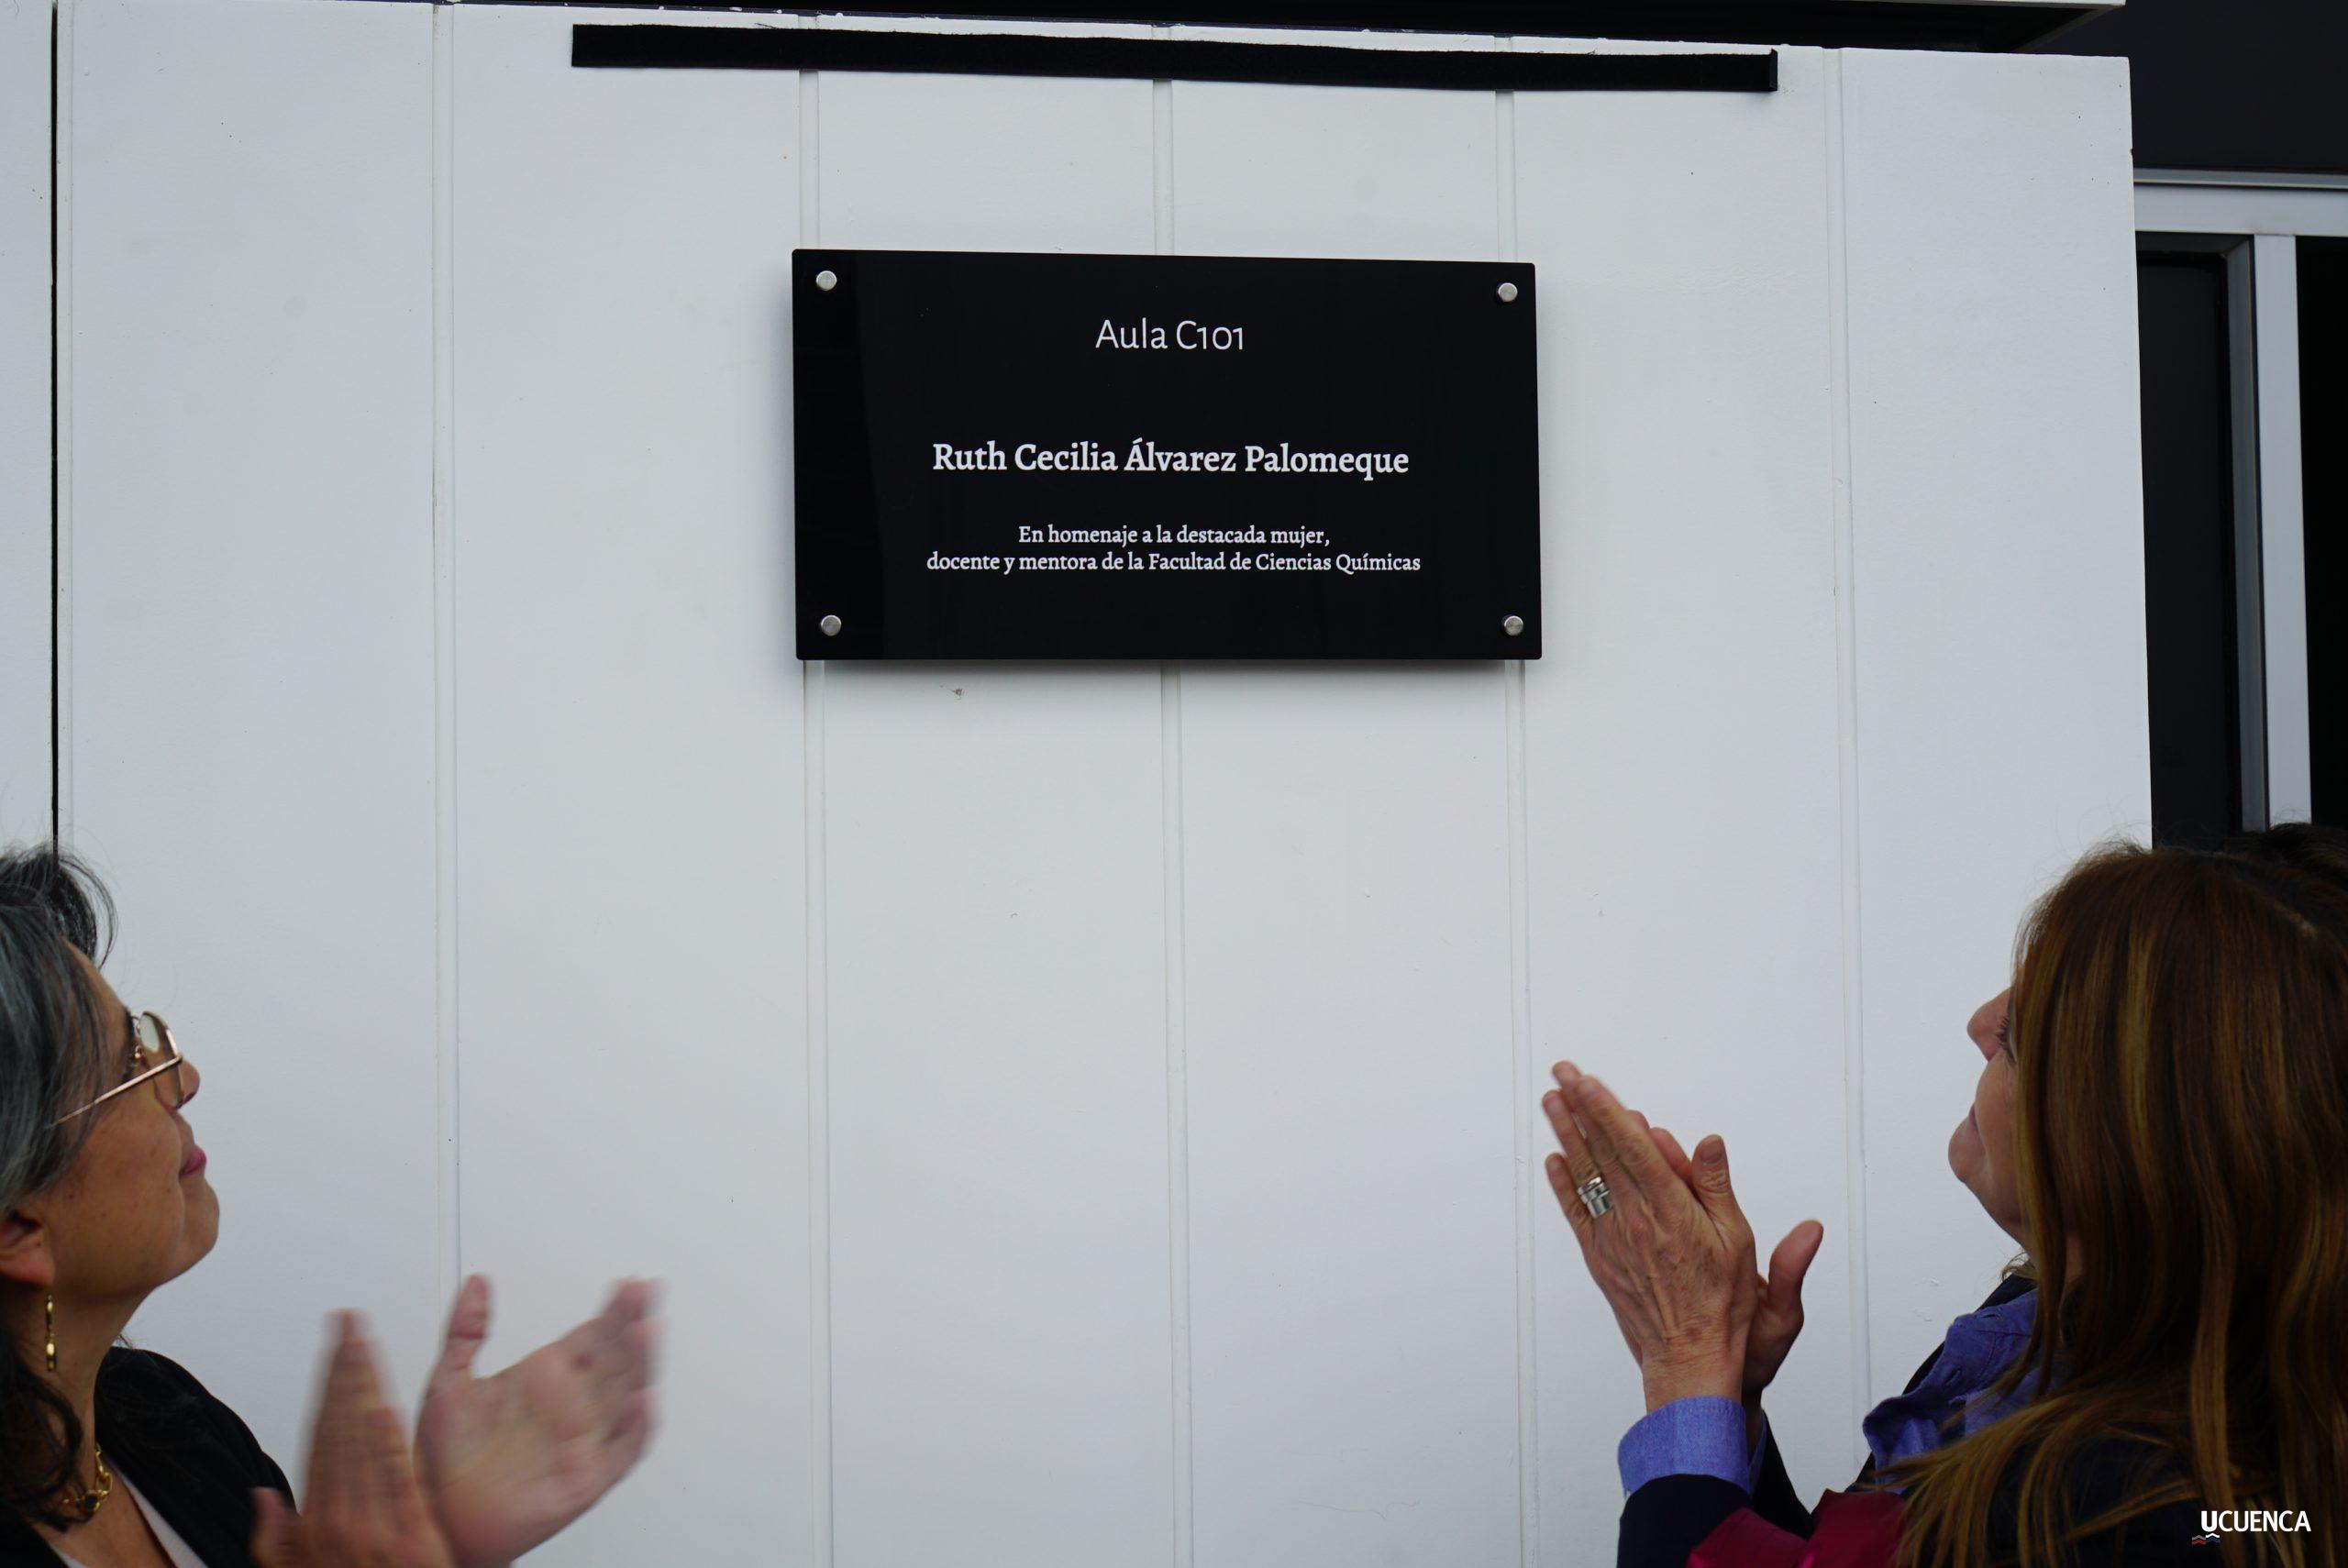 Aula C101
Ruth Cecilia Álvarez Palomeque
En homenaje a la destacada mujer,
docente y mentora de la Facultad de Ciencias Químicas
UCUENCA